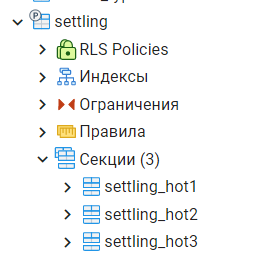 settling
RLS Policies
Индексы
Ограничения
Правила
Секции (3)
settling_hot1
settling_hot2
settling_hot3